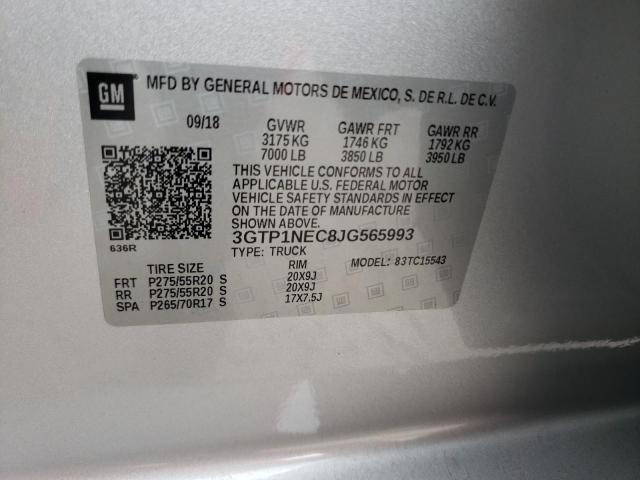 GM
MFD BY GENERAL MOTORS DE MEXICO, S. DE R.L. DE C.V.
09/18 GVWR GAWR FRT GAWR RR
3175 KG 1746 KG 1792 KG
7000 LB 3850 LB 3950 LB
THIS VEHICLE CONFORMS TO ALL
APPLICABLE U.S. FEDERAL MOTOR
VEHICLE SAFETY STANDARDS IN EFFECT
ON THE DATE OF MANUFACTURE
SHOWN ABOVE.
636R
3GTP1NEC8JG565993
TYPE: TRUCK MODEL: 83TC15543
TIRE SIZE RIM
FRT P275/55R20 S 20X9J
RR P275/55R20 S 20X9J
SPA P265/70R17 S 17X7.5J